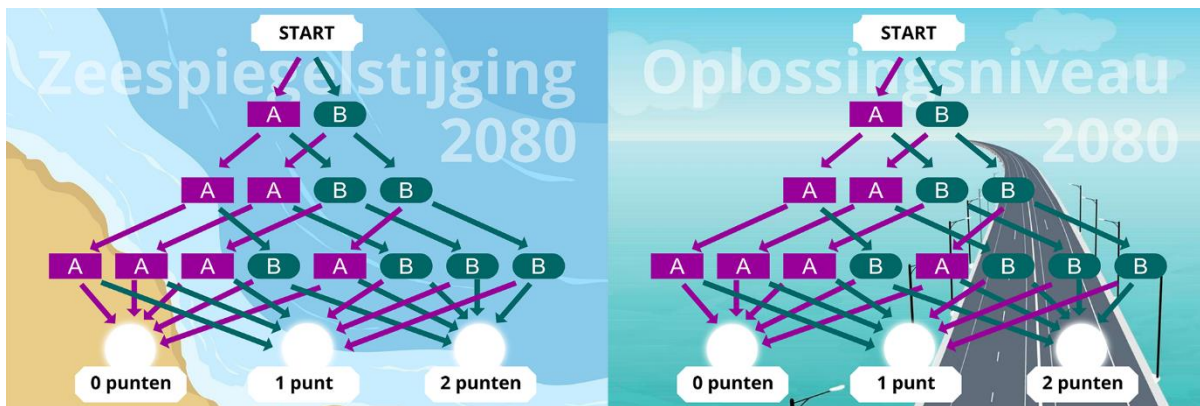 START
Zeespiegelstijging
2080
A B
A A B B
A A A B A B B B
0 punten 1 punt 2 punten
START
Oplossingsniveau
2080
A B
A A B B
A A A B A B B B
0 punten 1 punt 2 punten